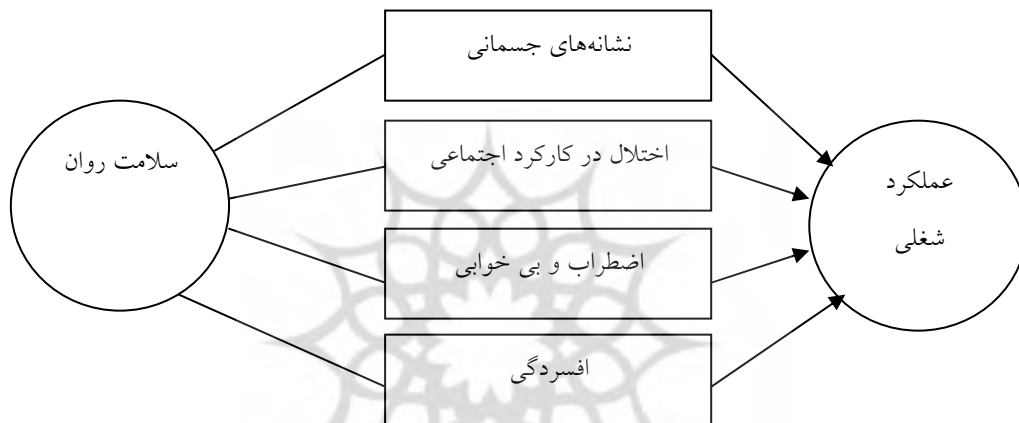 نشانه‌های جسمانی
سلامت روان
اختلال در کارکرد اجتماعی
عملکرد
شغلی
اضطراب و بی خوابی
افسردگی